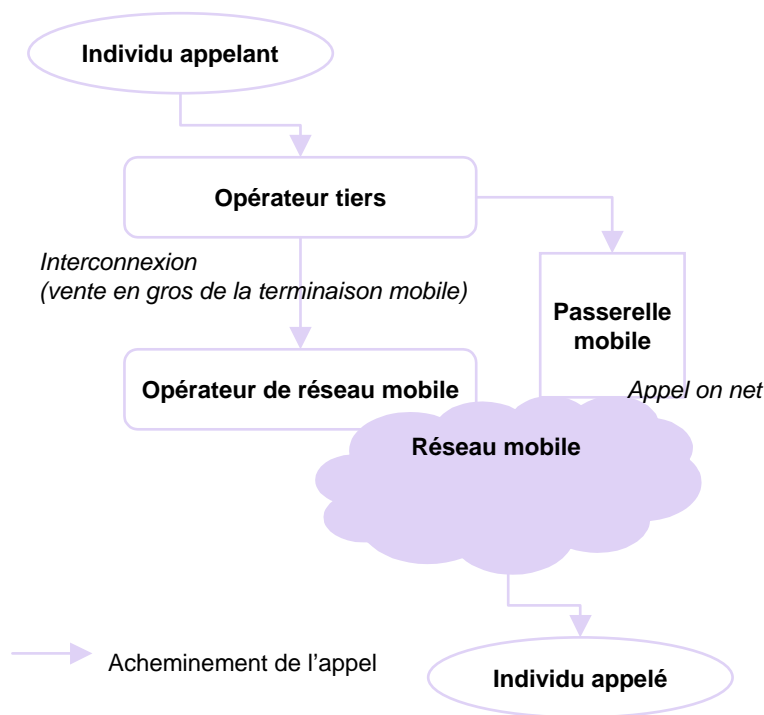 Individu appelant
Opérateur tiers
Interconnexion
(vente en gros de la terminaison mobile)
Passerelle
mobile
Opérateur de réseau mobile
Appel on net
Réseau mobile
Acheminement de l’appel
Individu appelé